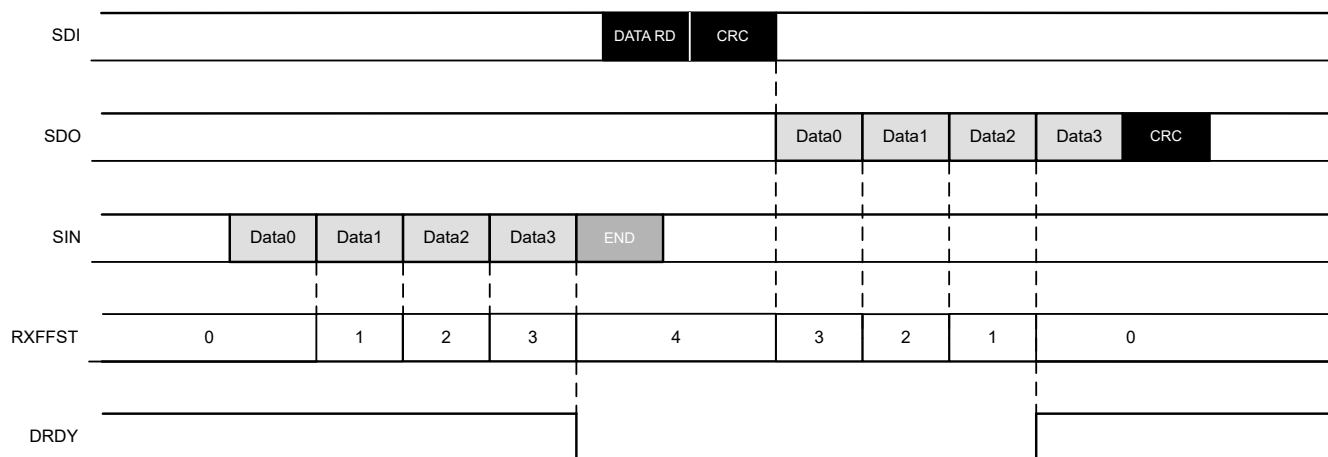 SDI DATA RD CRC
SDO Data0 Data1 Data2 Data3 CRC
SIN Data0 Data1 Data2 Data3 END
RXFFST 0 1 2 3 4 3 2 1 0
DRDY